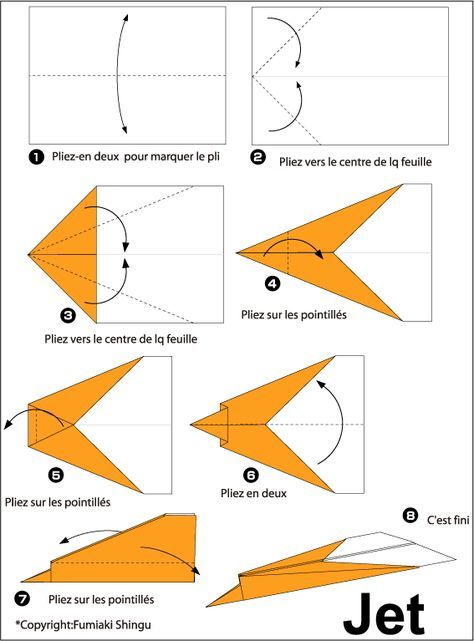 1 Pliez-en deux pour marquer le pli
2 Pliez vers le centre de lq feuille
3
Pliez vers le centre de lq feuille
4
Pliez sur les pointillés
5
Pliez sur les pointillés
6
Pliez en deux
7 Pliez sur les pointillés
8 C'est fini
*Copyright:Fumiaki Shingu
Jet